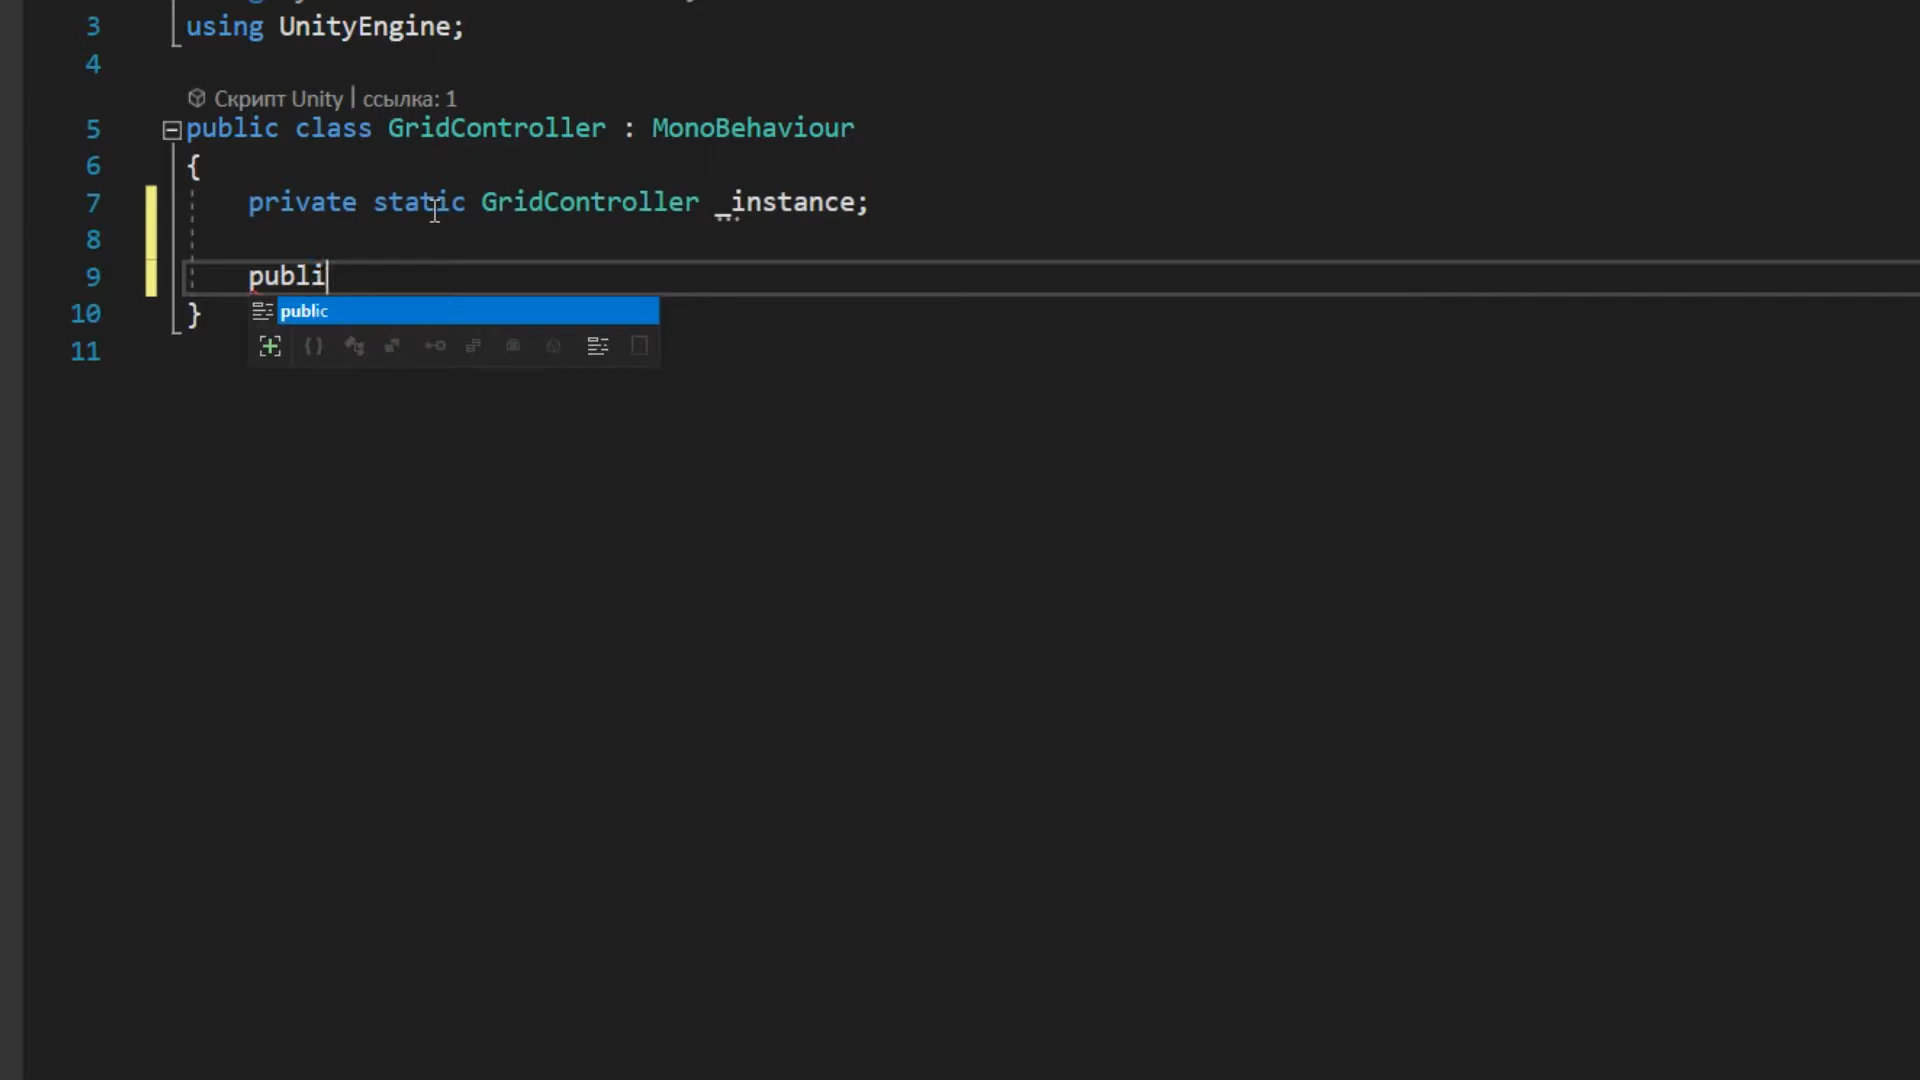 3 using UnityEngine;
4
Скрипт Unity | ссылка: 1
5 public class GridController : MonoBehaviour
6 {
7 private static GridController _instance;
8
9 publi
public
10 }
11